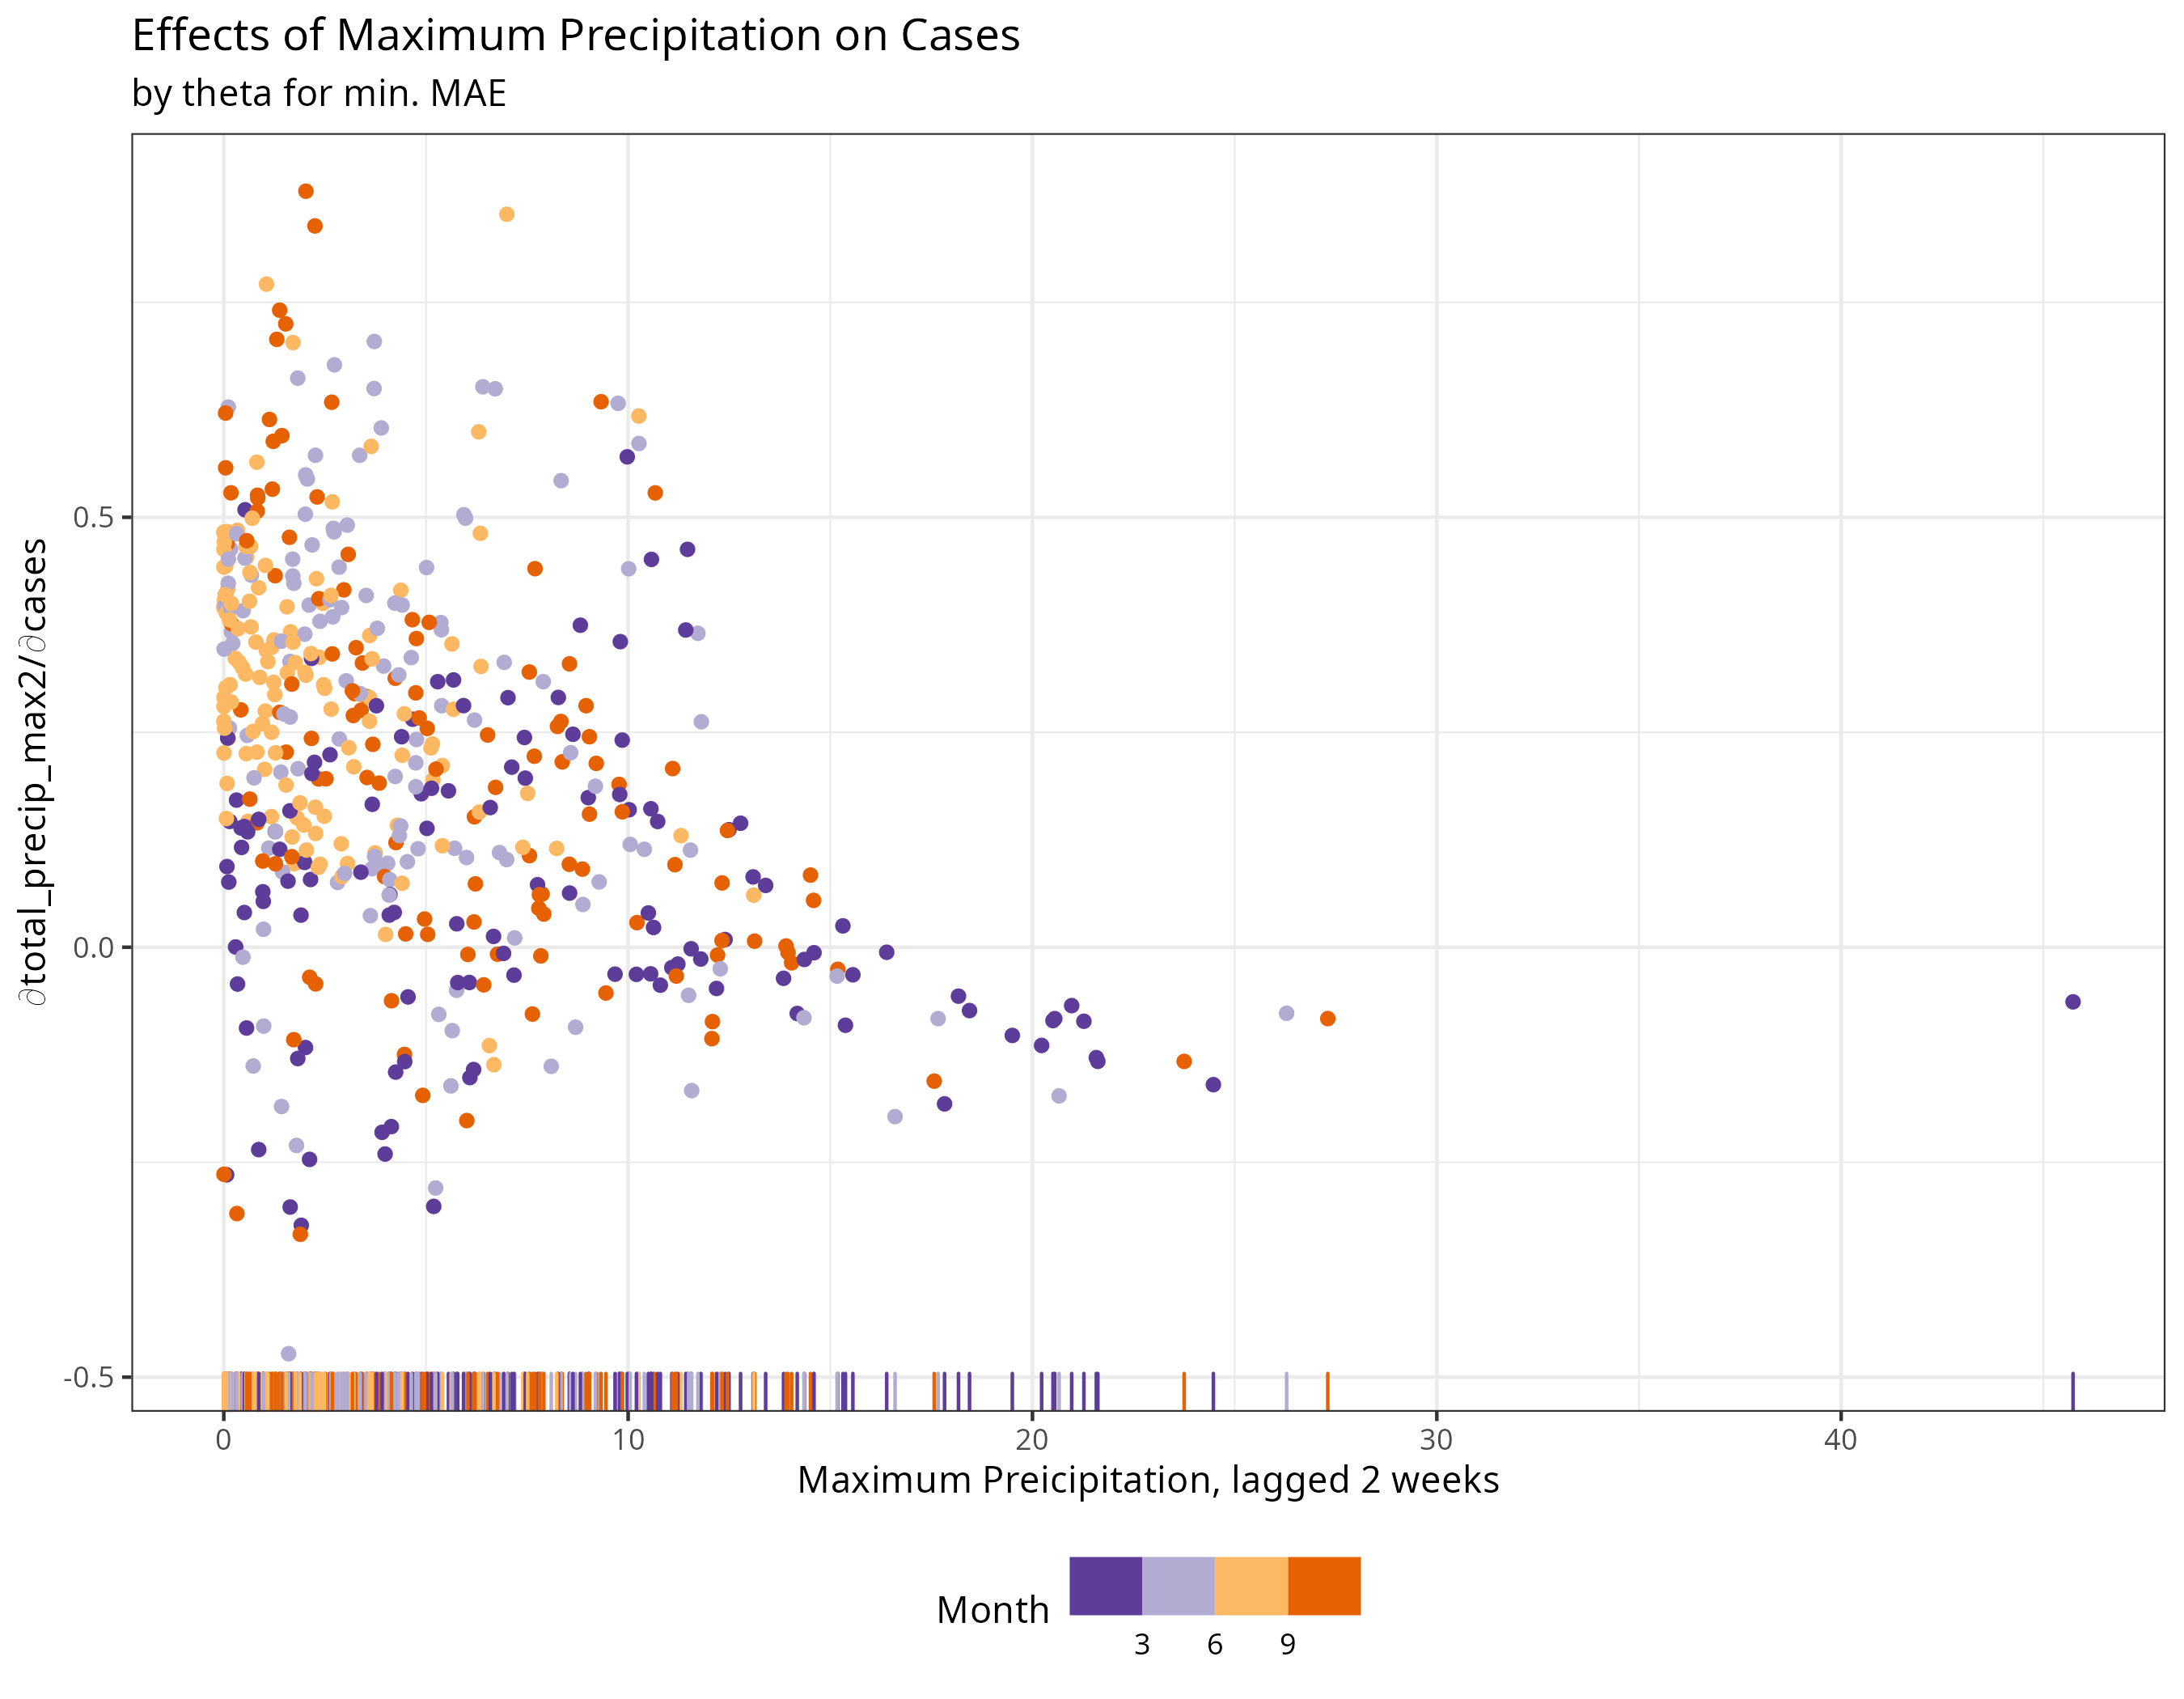 Effects of Maximum Precipitation on Cases
by theta for min. MAE
∂total_precip_max2/∂cases
0.5
0.0
-0.5
0 10 20 30 40
Maximum Preicipitation, lagged 2 weeks
Month
3 6 9